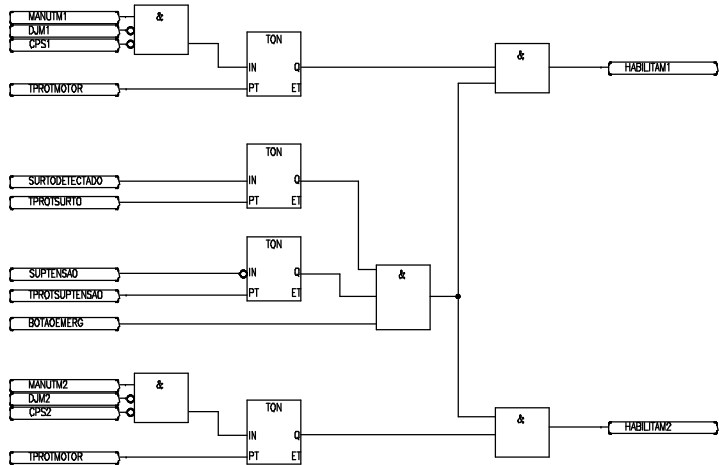 MANUTM1
&
DJM1
CPS1
TON
IN
Q
TPROTMOTOR
PT
ET
&
HABILITAM1
TON
SURTODETECTADO
IN
Q
TPROTSURTO
PT
ET
TON
SUPTENSAO
IN
Q
TPROTSUPTENSAO
PT
ET
&
BOTAOEMERG
MANUTM2
&
DJM2
CPS2
TON
IN
Q
TPROTMOTOR
PT
ET
&
HABILITAM2